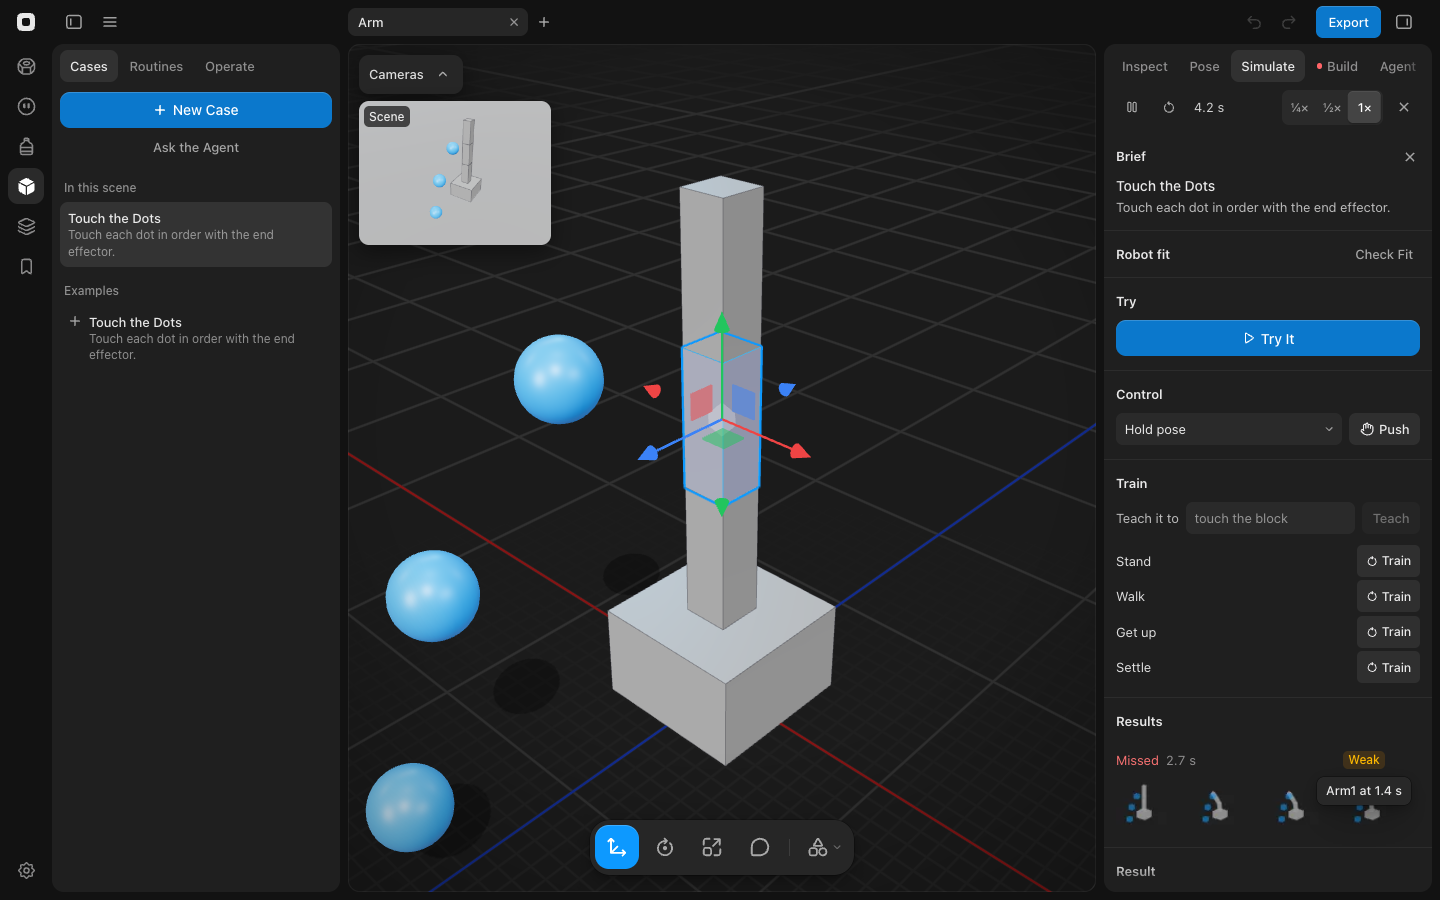 Arm
Export
Cases
Routines
Operate
New Case
Ask the Agent
In this scene
Touch the Dots
Touch each dot in order with the end
effector.
Examples
Touch the Dots
Touch each dot in order with the end
effector.
Cameras
Scene
Inspect
Pose
Simulate
Build
Agent
4.2 s
¼×
½×
1×
Brief
Touch the Dots
Touch each dot in order with the end effector.
Robot fit
Check Fit
Try
Try It
Control
Hold pose
Push
Train
Teach it to
touch the block
Teach
Stand
Train
Walk
Train
Get up
Train
Settle
Train
Results
Missed 2.7 s
Weak
Arm1 at 1.4 s
Result